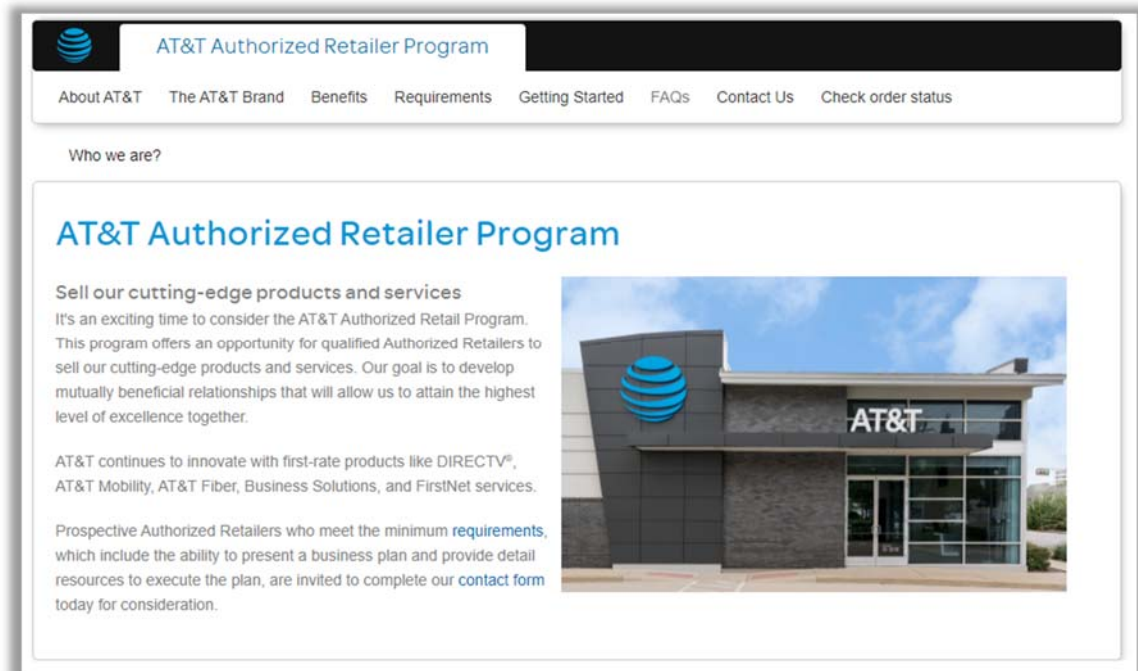 AT&T Authorized Retailer Program
About AT&T The AT&T Brand Benefits Requirements Getting Started FAQs Contact Us Check order status
Who we are?
AT&T Authorized Retailer Program
Sell our cutting-edge products and services
It's an exciting time to consider the AT&T Authorized Retail Program.
This program offers an opportunity for qualified Authorized Retailers to
sell our cutting-edge products and services. Our goal is to develop
mutually beneficial relationships that will allow us to attain the highest
level of excellence together.
AT&T continues to innovate with first-rate products like DIRECTV®,
AT&T Mobility, AT&T Fiber, Business Solutions, and FirstNet services.
Prospective Authorized Retailers who meet the minimum requirements,
which include the ability to present a business plan and provide detail
resources to execute the plan, are invited to complete our contact form
today for consideration.
AT&T